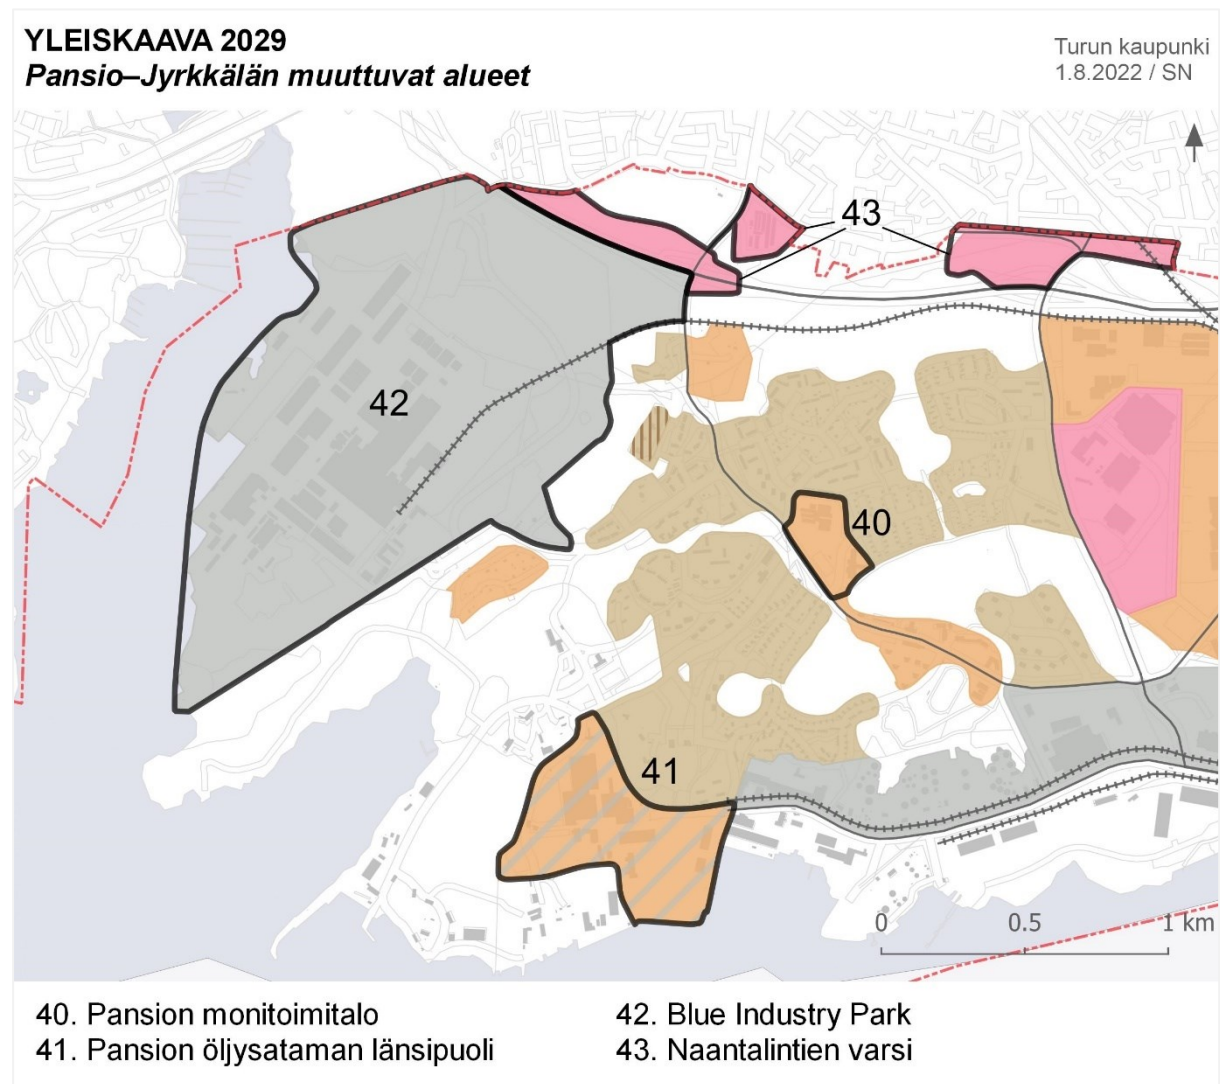 YLEISKAAVA 2029
Pansio–Jyrkkälän muuttuvat alueet
Turun kaupunki
1.8.2022 / SN
43
42
40
41
0 0.5 1 km
40. Pansion monitoimitalo
41. Pansion öljysataman länsipuoli
42. Blue Industry Park
43. Naantalintien varsi